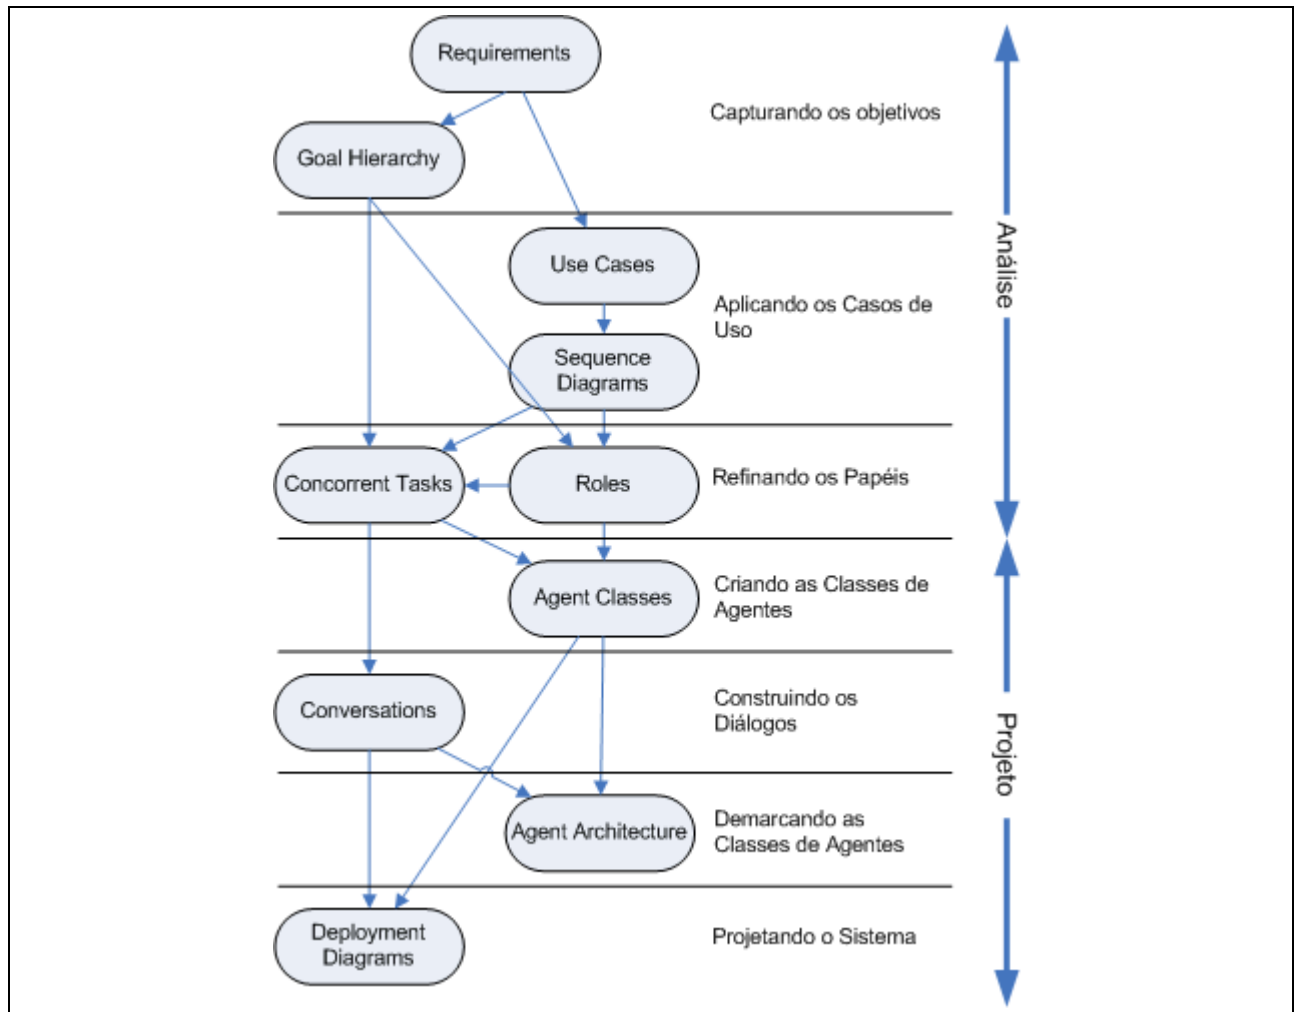 Requirements
Capturando os objetivos
Goal Hierarchy
Análise
Use Cases
Aplicando os Casos de
Uso
Sequence
Diagrams
Concorrent Tasks
Roles
Refinando os Papéis
Agent Classes
Criando as Classes de
Agentes
Conversations
Construindo os
Diálogos
Projeto
Agent Architecture
Demarcando as
Classes de Agentes
Deployment
Diagrams
Projetando o Sistema